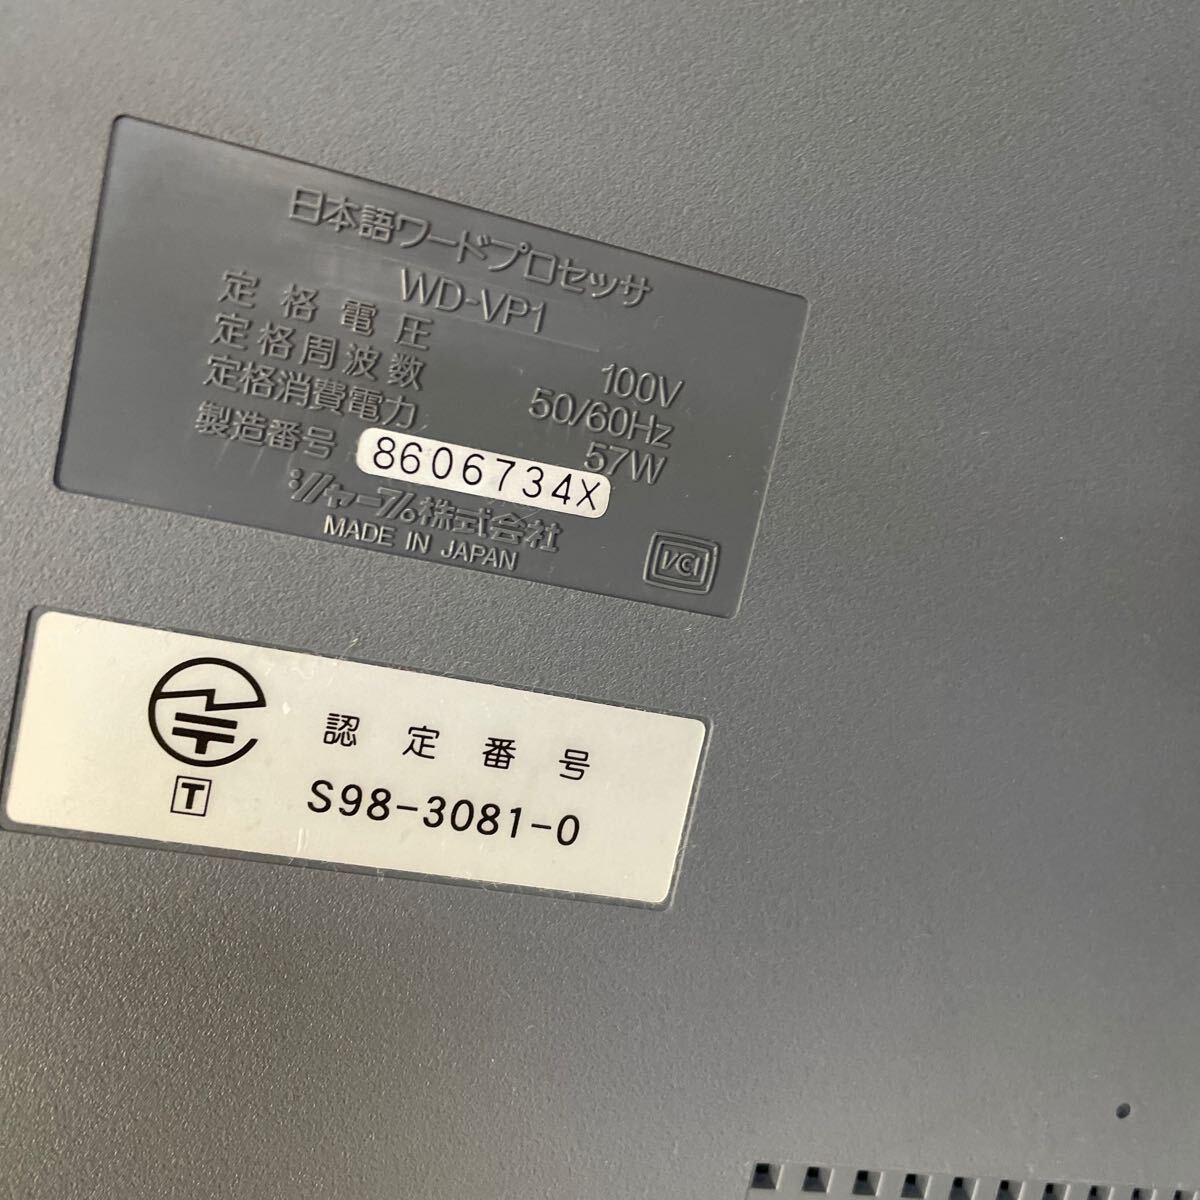 日本語ワードプロセッサ
WD-VP1
定格電圧 100V
定格周波数 50/60Hz
定格消費電力 57W
製造番号 8606734X
シャープ株式会社
MADE IN JAPAN
VCI
認定番号
T S98-3081-0